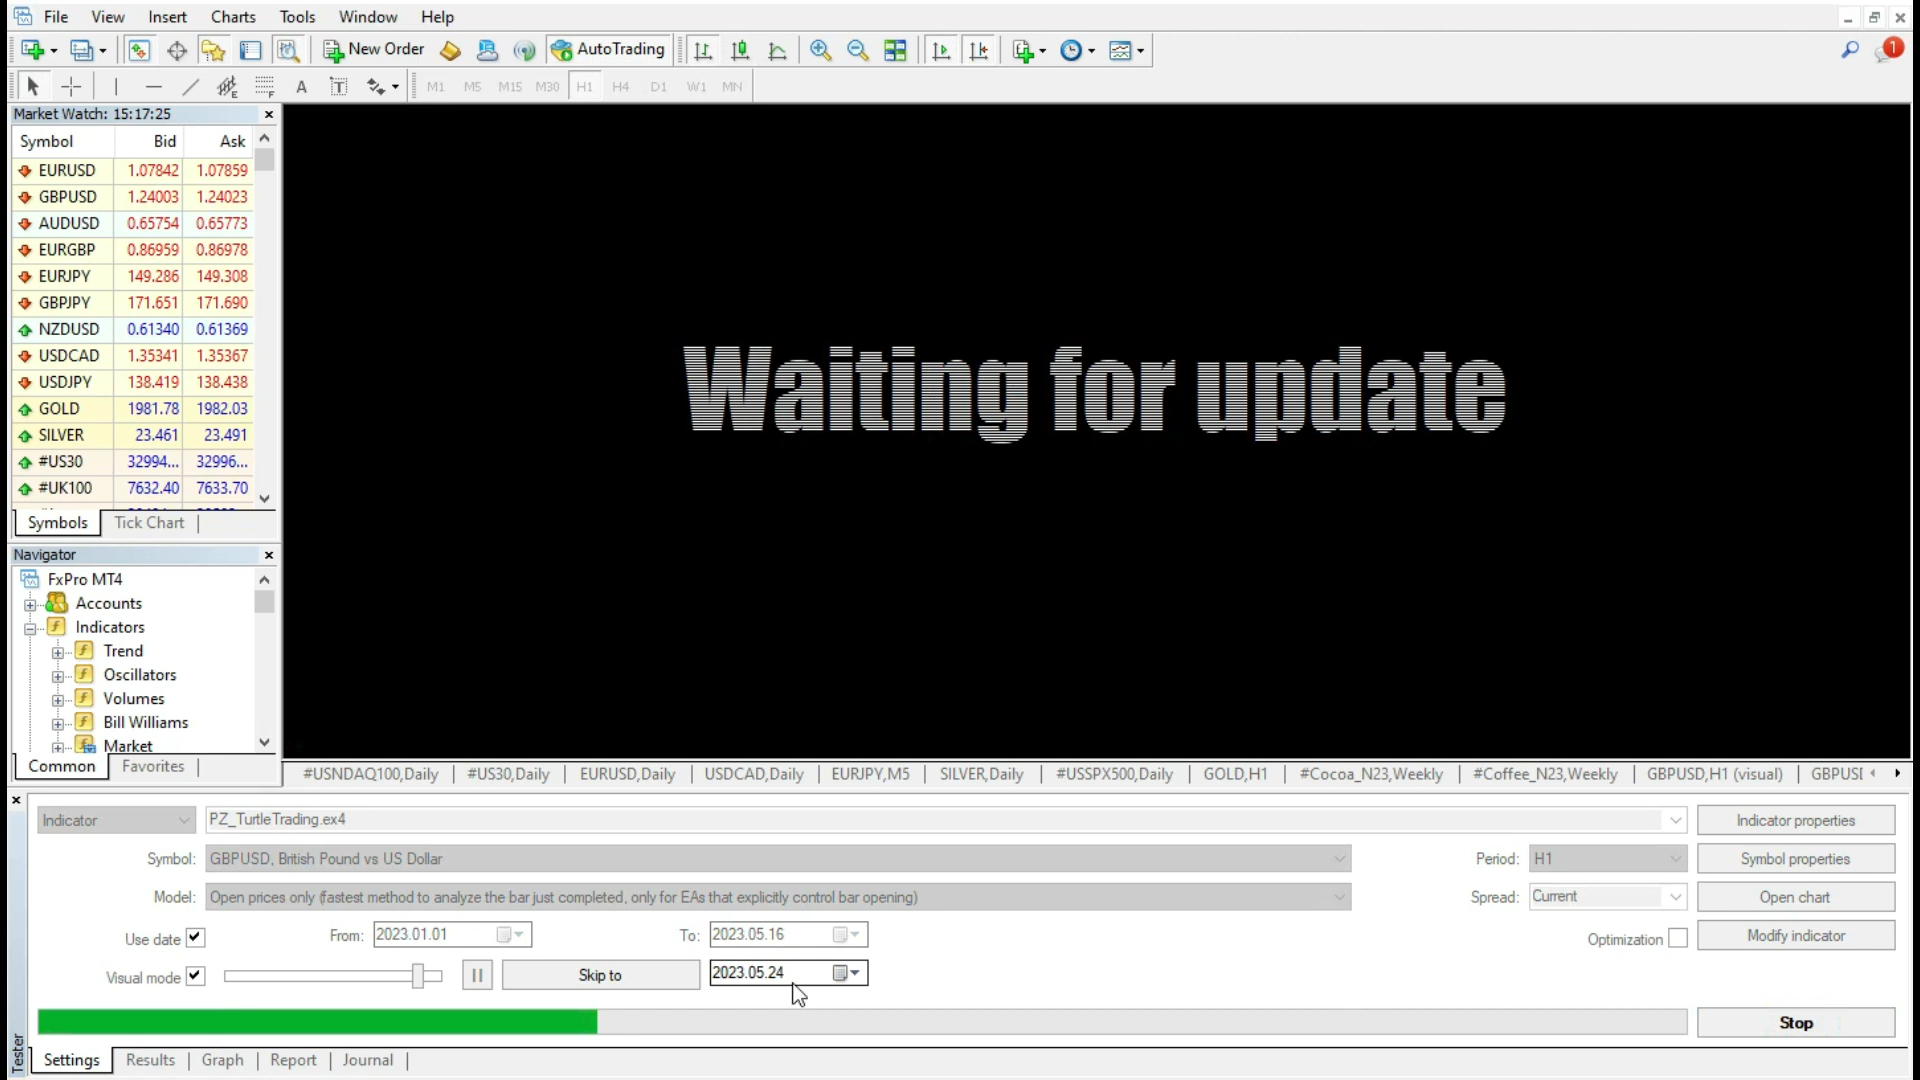 File View Insert Charts Tools Window Help
New Order AutoTrading 1
A T M1 M5 M15 M30 H1 H4 D1 W1 MN
Market Watch: 15:17:25
Symbol Bid Ask
EURUSD 1.07842 1.07859
GBPUSD 1.24003 1.24023
AUDUSD 0.65754 0.65773
EURGBP 0.86959 0.86978
EURJPY 149.286 149.308
GBPJPY 171.651 171.690
NZDUSD 0.61340 0.61369
USDCAD 1.35341 1.35367
USDJPY 138.419 138.438
GOLD 1981.78 1982.03
SILVER 23.461 23.491
#US30 32994... 32996...
#UK100 7632.40 7633.70
Symbols Tick Chart
Waiting for update
Navigator
FxPro MT4
Accounts
Indicators
Trend
Oscillators
Volumes
Bill Williams
Market
Common Favorites
#USNDAQ100,Daily #US30,Daily EURUSD,Daily USDCAD,Daily EURJPY,M5 SILVER,Daily #USSPX500,Daily GOLD,H1 #Cocoa_N23,Weekly #Coffee_N23,Weekly GBPUSD,H1 (visual) GBPUSI
Indicator PZ_TurtleTrading.ex4 Indicator properties
Symbol: GBPUSD, British Pound vs US Dollar Period: H1 Symbol properties
Model: Open prices only (fastest method to analyze the bar just completed, only for EAs that explicitly control bar opening) Spread: Current Open chart
Use date From: 2023.01.01 To: 2023.05.16 Optimization Modify indicator
Visual mode Skip to 2023.05.24
Stop
Tester
Settings Results Graph Report Journal